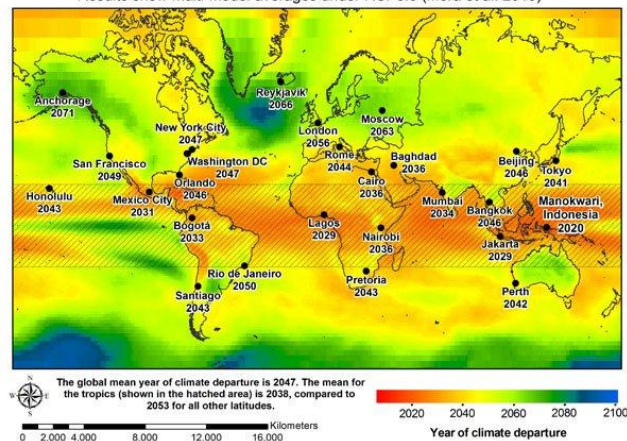 Anchorage
2071
Reykjavik
2066
Moscow
2063
London
2056
New York City
2047
Rome
2044
Baghdad
2036
Beijing
2046
Washington DC
2047
San Francisco
2049
Tokyo
2041
Orlando
2046
Cairo
2036
Honolulu
2043
Mexico City
2031
Mumbai
2034
Bangkok
2046
Manokwari,
Indonesia
2020
Bogotá
2033
Lagos
2029
Nairobi
2036
Jakarta
2029
Rio de Janeiro
2050
Pretoria
2043
Santiago
2043
Perth
2042
N
W E
S
The global mean year of climate departure is 2047. The mean for
the tropics (shown in the hatched area) is 2038, compared to
2053 for all other latitudes.
Kilometers
0 2.000 4.000 8.000 12.000 16.000
2020 2040 2060 2080 2100
Year of climate departure